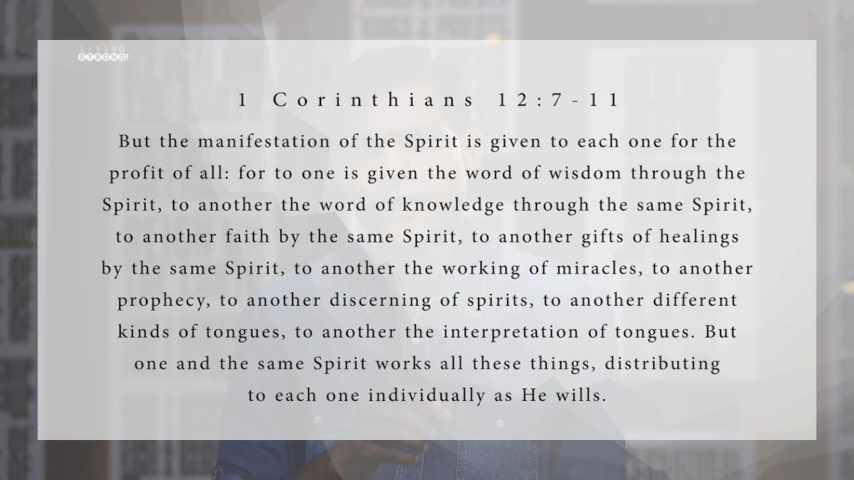 LIVING
STRONG!
1 Corinthians 12:7-11
But the manifestation of the Spirit is given to each one for the
profit of all: for to one is given the word of wisdom through the
Spirit, to another the word of knowledge through the same Spirit,
to another faith by the same Spirit, to another gifts of healings
by the same Spirit, to another the working of miracles, to another
prophecy, to another discerning of spirits, to another different
kinds of tongues, to another the interpretation of tongues. But
one and the same Spirit works all these things, distributing
to each one individually as He wills.